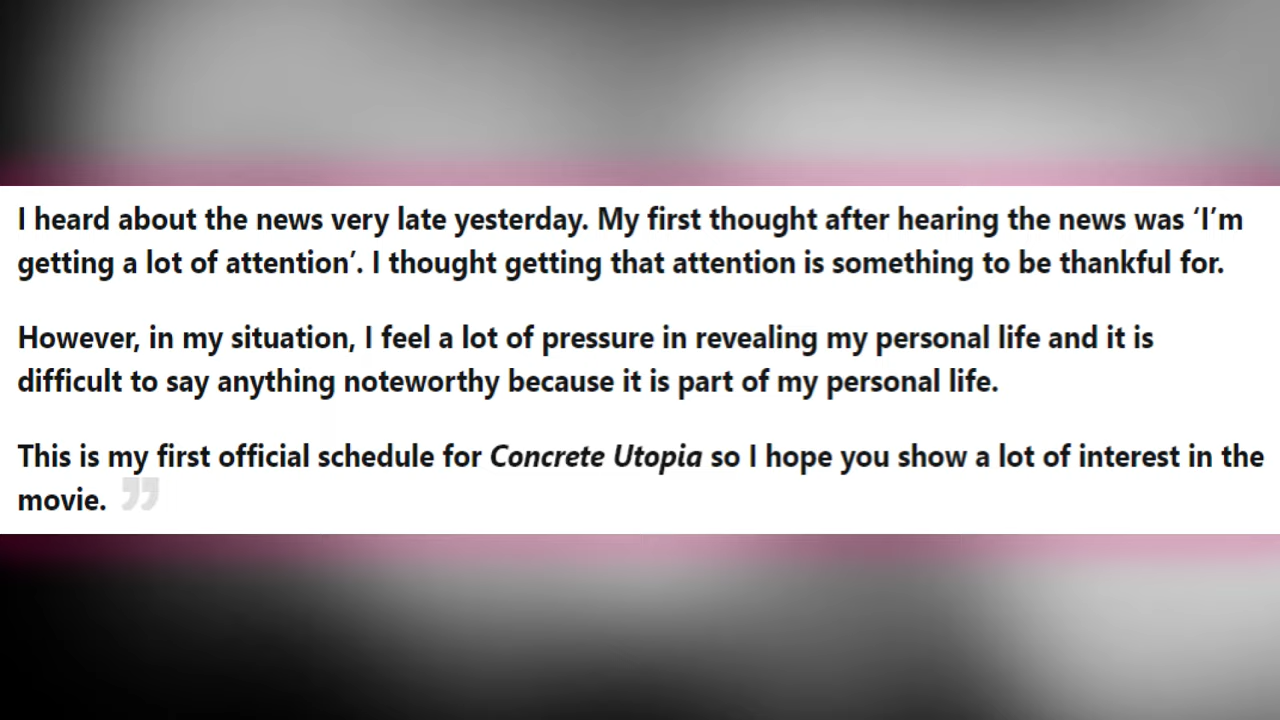 I heard about the news very late yesterday. My first thought after hearing the news was ‘I’m
getting a lot of attention’. I thought getting that attention is something to be thankful for.
However, in my situation, I feel a lot of pressure in revealing my personal life and it is
difficult to say anything noteworthy because it is part of my personal life.
This is my first official schedule for Concrete Utopia so I hope you show a lot of interest in the
movie. ”